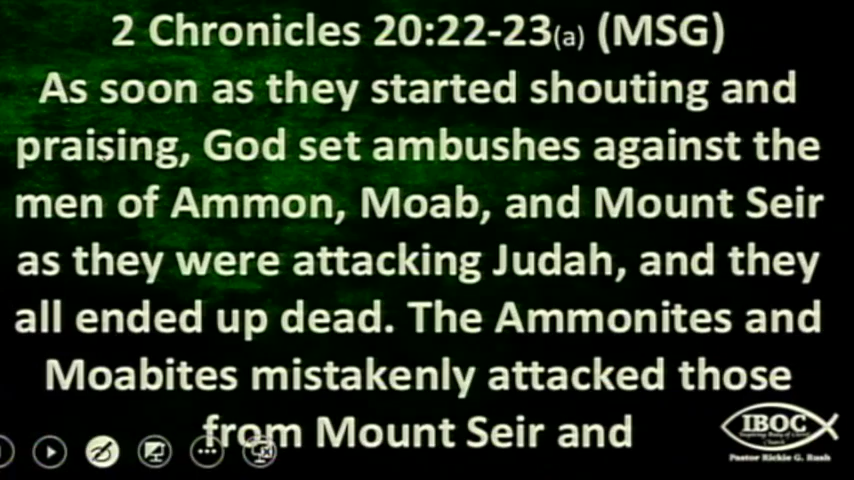 2 Chronicles 20:22-23(a) (MSG)
As soon as they started shouting and
praising, God set ambushes against the
men of Ammon, Moab, and Mount Seir
as they were attacking Judah, and they
all ended up dead. The Ammonites and
Moabites mistakenly attacked those
from Mount Seir and
IBOC
Pastor Rickie G. Rush